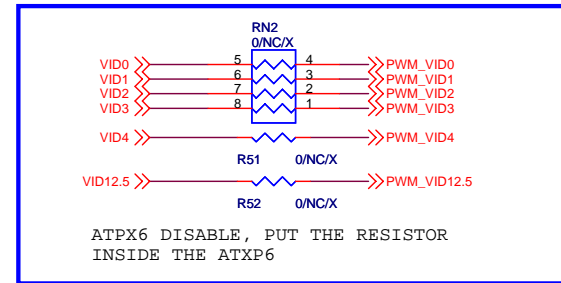 RN2
0/NC/X
VID0 5 4 PWM_VID0
VID1 6 3 PWM_VID1
VID2 7 2 PWM_VID2
VID3 8 1 PWM_VID3
VID4 PWM_VID4
R51 0/NC/X
VID12.5 PWM_VID12.5
R52 0/NC/X
ATPX6 DISABLE, PUT THE RESISTOR
INSIDE THE ATXP6